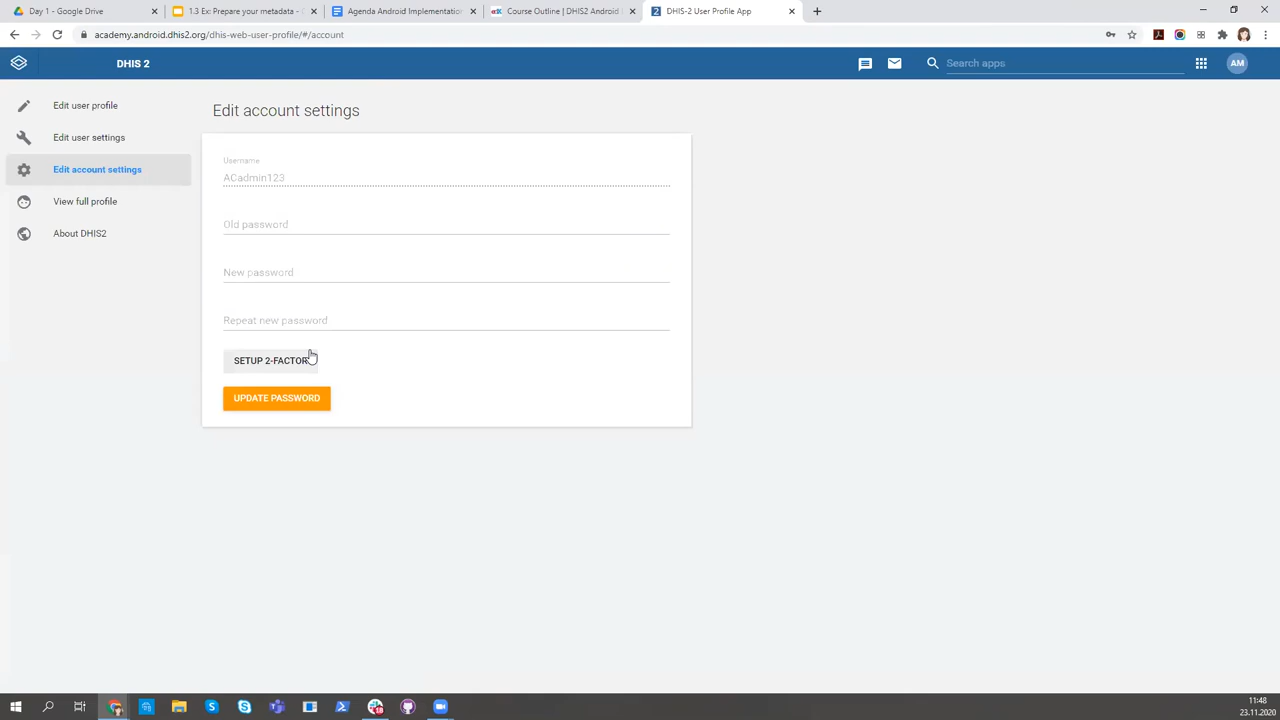 Day 1 - Google Drive
1.3 Ex: Prepare your metadata -
Agenda Android Implementation
Course Outline | DHIS2 Android
DHIS-2 User Profile App
academy.android.dhis2.org/dhis-web-user-profile/#/account
DHIS 2
Search apps
AM
Edit user profile
Edit user settings
Edit account settings
View full profile
About DHIS2
Edit account settings
Username
ACadmin123
Old password
New password
Repeat new password
SETUP 2-FACTOR
UPDATE PASSWORD
11:48
23.11.2020